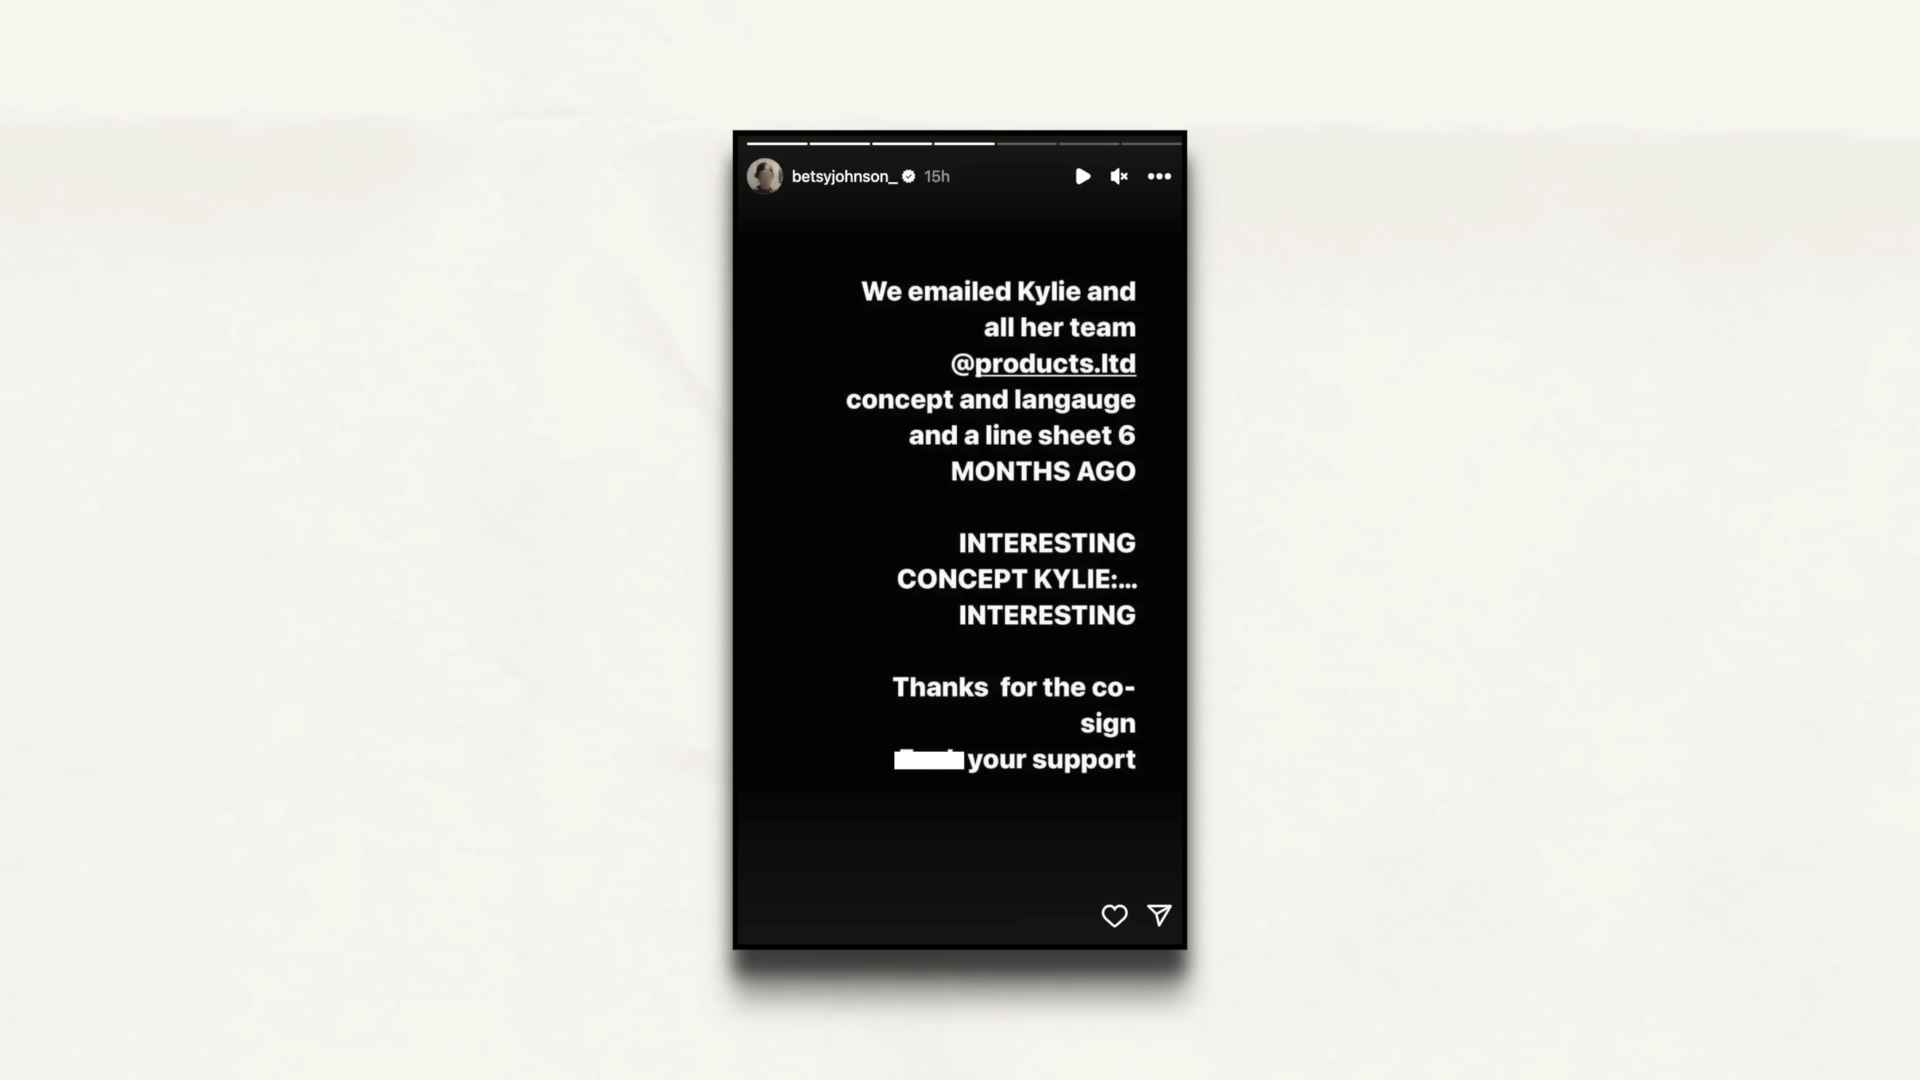 betsyjohnson_ 15h
We emailed Kylie and
all her team
@products.ltd
concept and langauge
and a line sheet 6
MONTHS AGO
INTERESTING
CONCEPT KYLIE:...
INTERESTING
Thanks  for the co-
sign
your support